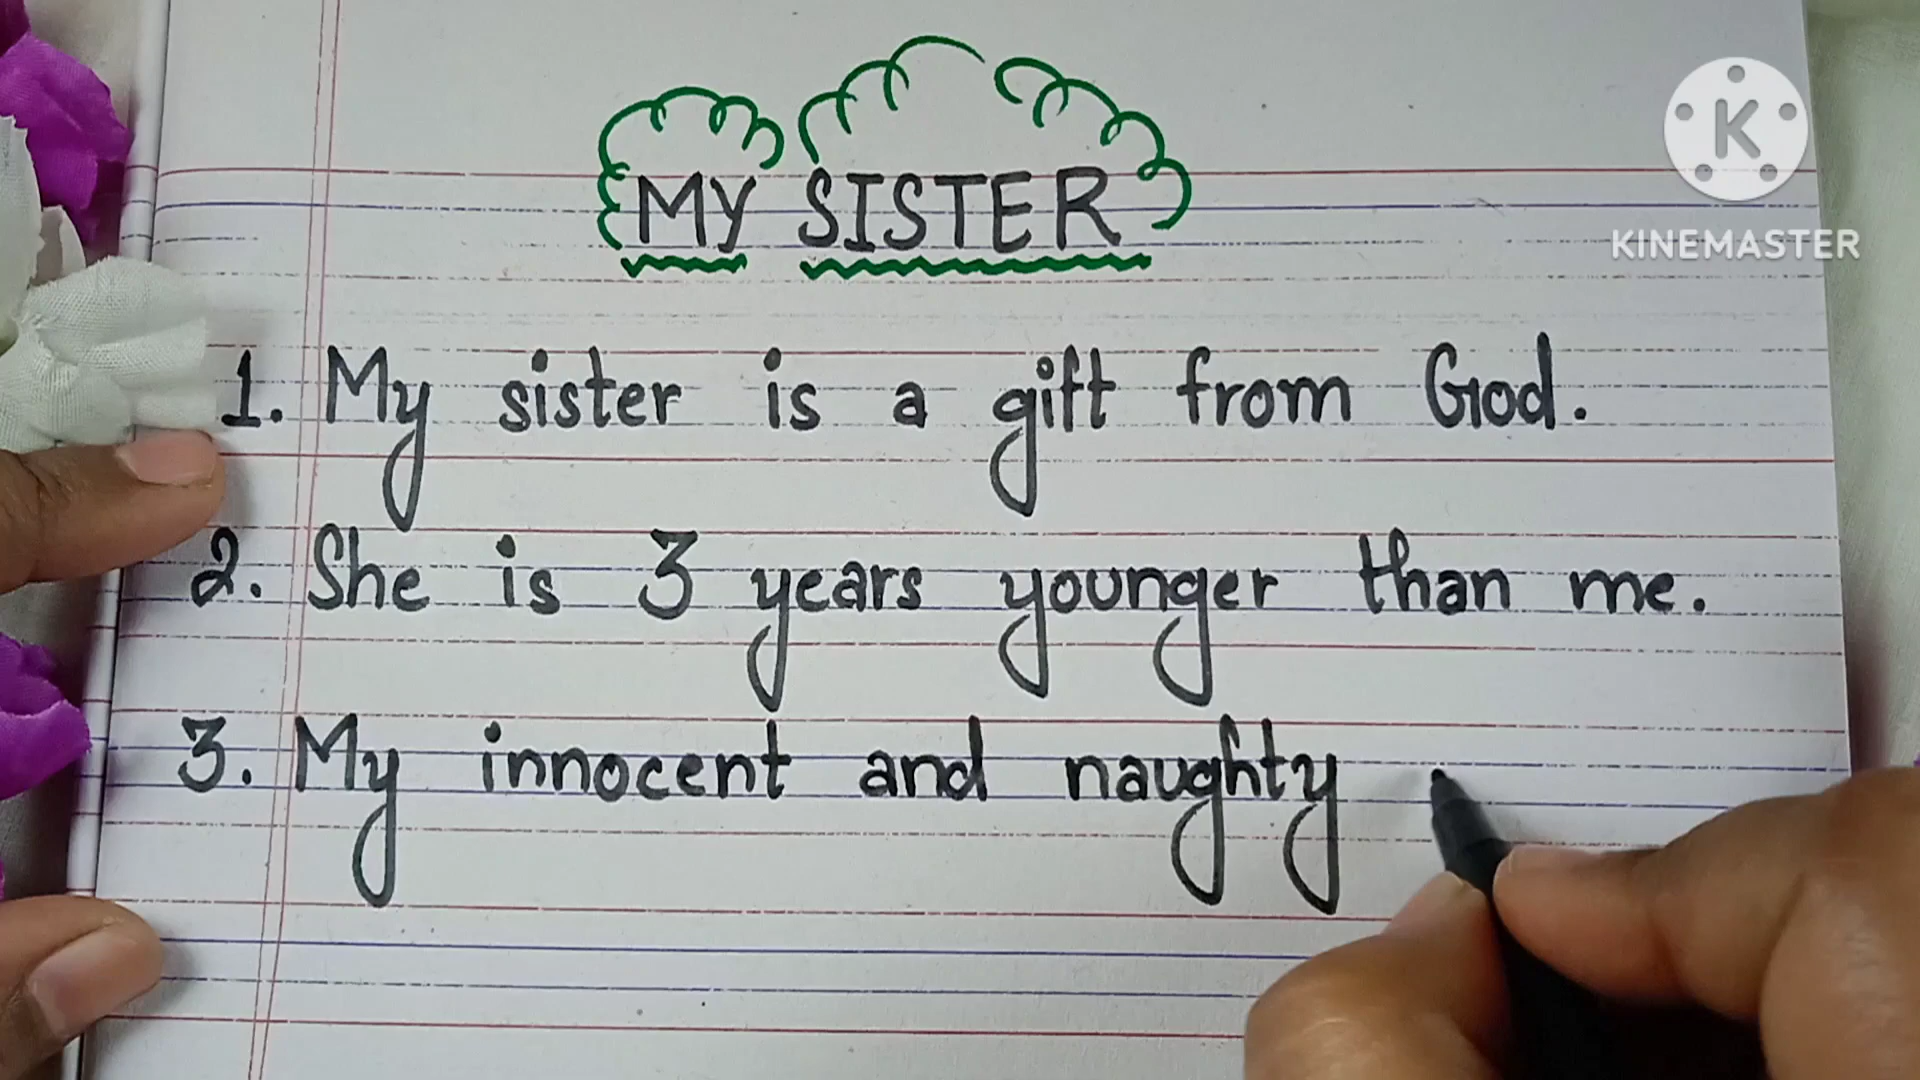 MY SISTER
K
KINEMASTER
1. My sister is a gift from God.
2. She is 3 years younger than me.
3. My innocent and naughty